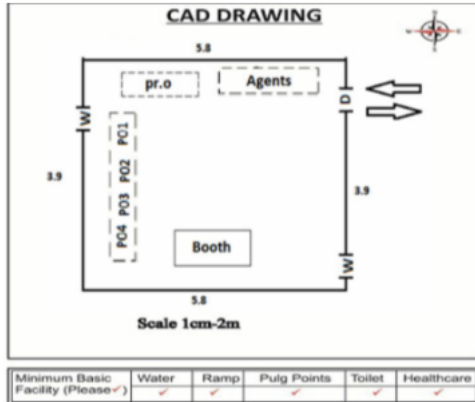 CAD DRAWING
5.8
pr.o
Agents
W
D
PO1
PO2
PO3
PO4
3.9
3.9
Booth
W
5.8
Scale 1cm-2m
Minimum Basic Water Ramp Pulg Points Toilet Healthcare
Facility (Please✓) ✓ ✓ ✓ ✓ ✓